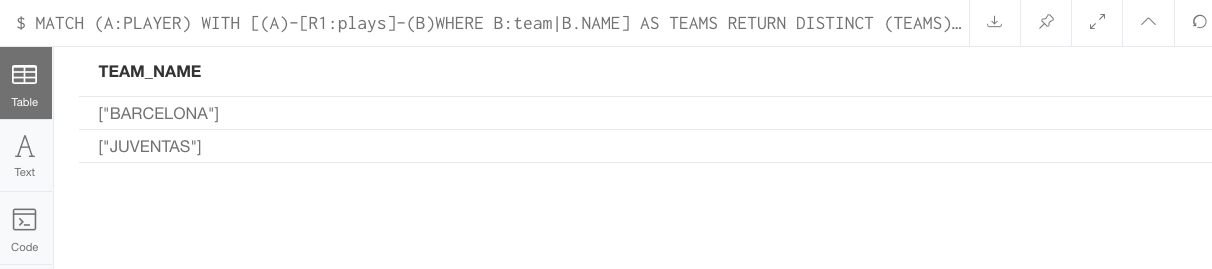 $ MATCH (A:PLAYER) WITH [(A)-[R1:plays]-(B)WHERE B:team|B.NAME] AS TEAMS RETURN DISTINCT (TEAMS)…
TEAM_NAME
Table
["BARCELONA"]
["JUVENTAS"]
Text
Code